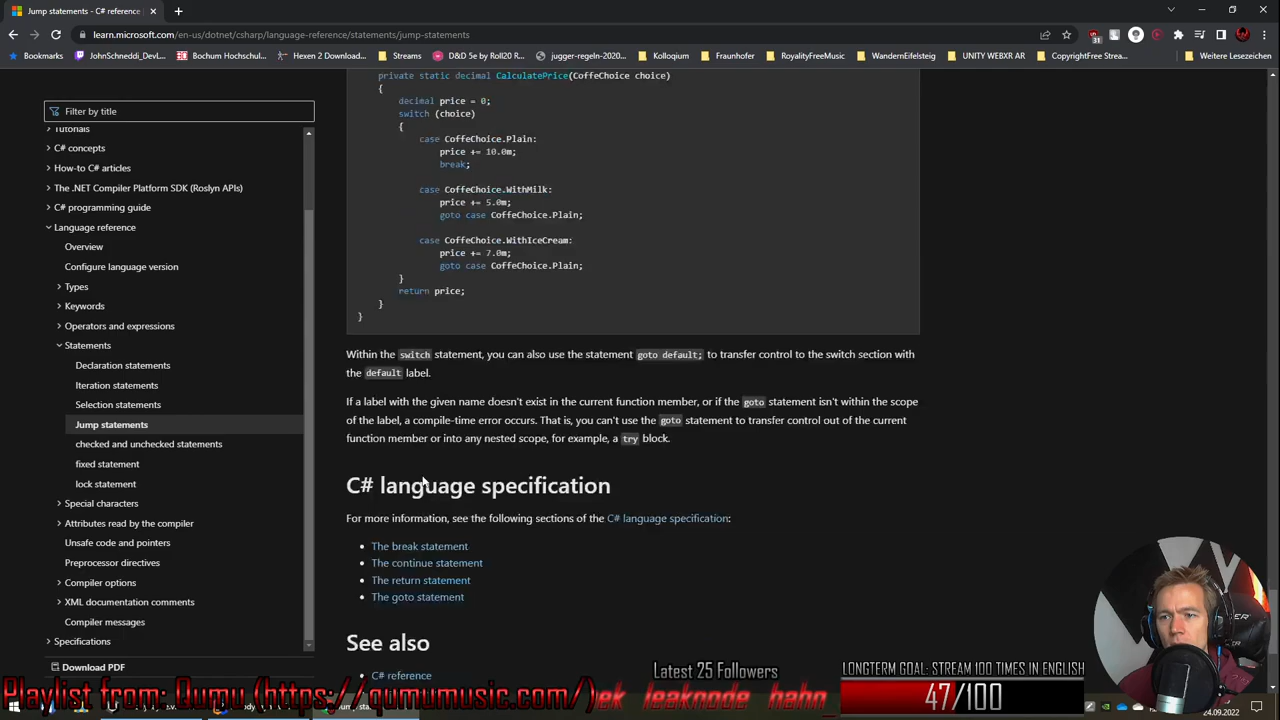 Jump statements - C# reference
learn.microsoft.com/en-us/dotnet/csharp/language-reference/statements/jump-statements
Bookmarks
JohnSchneddi_DevL...
Bochum Hochschul...
Hexen 2 Download...
Streams
D&D 5e by Roll20 R...
jugger-regeln-2020...
Kollogium
Fraunhofer
RoyalityFreeMusic
WandernEifelsteig
UNITY WEBXR AR
CopyrightFree Stream...
Weitere Lesezeichen
Filter by title
Tutorials
C# concepts
How-to C# articles
The .NET Compiler Platform SDK (Roslyn APIs)
C# programming guide
Language reference
Overview
Configure language version
Types
Keywords
Operators and expressions
Statements
Declaration statements
Iteration statements
Selection statements
Jump statements
checked and unchecked statements
fixed statement
lock statement
Special characters
Attributes read by the compiler
Unsafe code and pointers
Preprocessor directives
Compiler options
XML documentation comments
Compiler messages
Specifications
Download PDF
private static decimal CalculatePrice(CoffeChoice choice)
{
decimal price = 0;
switch (choice)
{
case CoffeChoice.Plain:
price += 10.0m;
break;
case CoffeChoice.WithMilk:
price += 5.0m;
goto case CoffeChoice.Plain;
case CoffeChoice.WithIceCream:
price += 7.0m;
goto case CoffeChoice.Plain;
}
return price;
}
}
Within the switch statement, you can also use the statement goto default; to transfer control to the switch section with
the default label.
If a label with the given name doesn't exist in the current function member, or if the goto statement isn't within the scope
of the label, a compile-time error occurs. That is, you can't use the goto statement to transfer control out of the current
function member or into any nested scope, for example, a try block.
C# language specification
For more information, see the following sections of the C# language specification:
The break statement
The continue statement
The return statement
The goto statement
See also
C# reference
Latest 25 Followers
LONGTERM GOAL: STREAM 100 TIMES IN ENGLISH
47/100
Playlist from: Qumu (https://qumumusic.com/)
24.09.2022